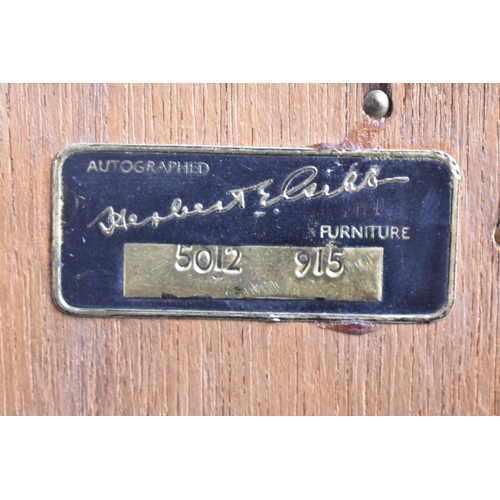 AUTOGRAPHED
Herbert E Gibbs
FURNITURE
5012 915